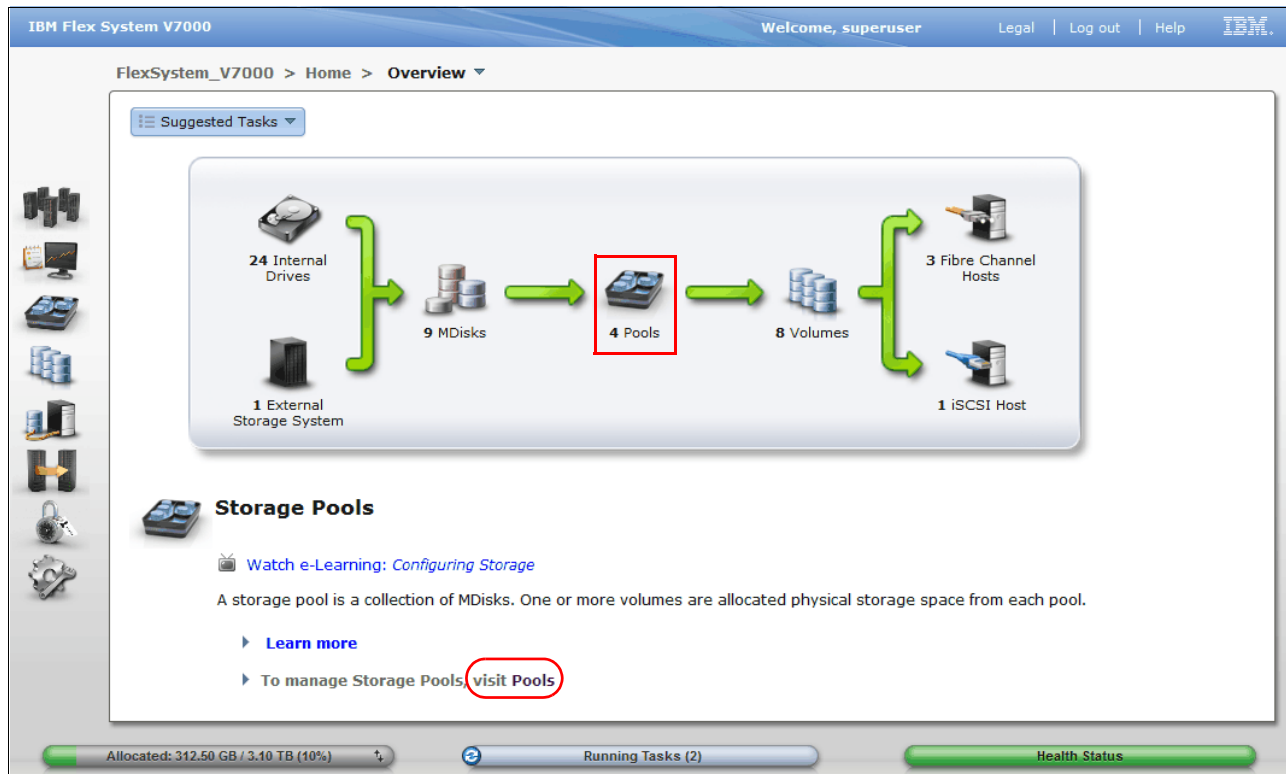 IBM Flex System V7000
Welcome, superuser
Legal | Log out | Help
IBM.
FlexSystem_V7000 > Home > Overview
Suggested Tasks
24 Internal
Drives
1 External
Storage System
9 MDisks
4 Pools
8 Volumes
3 Fibre Channel
Hosts
1 iSCSI Host
Storage Pools
Watch e-Learning: Configuring Storage
A storage pool is a collection of MDisks. One or more volumes are allocated physical storage space from each pool.
Learn more
To manage Storage Pools, visit Pools
Allocated: 312.50 GB / 3.10 TB (10%)
Running Tasks (2)
Health Status